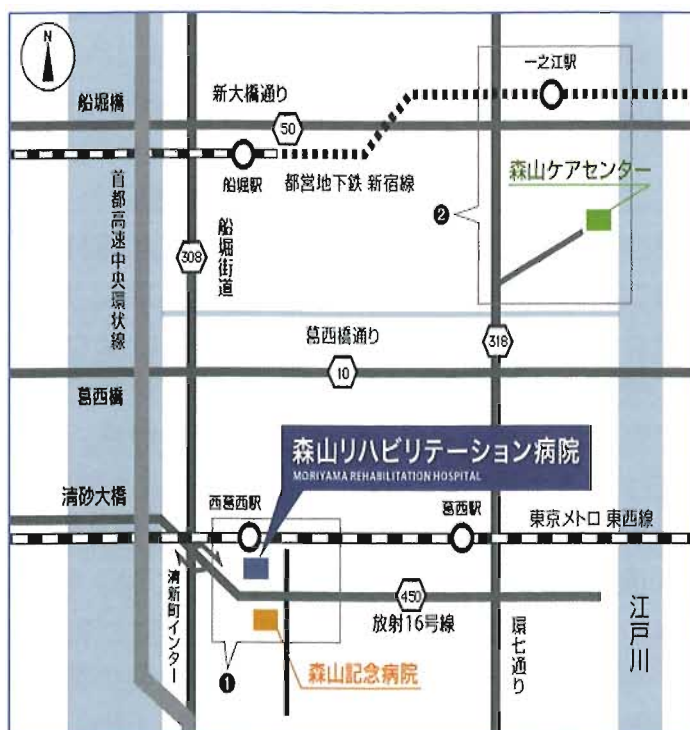 N
一之江駅
船堀橋
新大橋通り
50
森山ケアセンター
船堀駅
都営地下鉄 新宿線
❷
首都高速中央環状線
308
船堀街道
葛西橋通り
318
10
葛西橋
森山リハビリテーション病院
MORIYAMA REHABILITATION HOSPITAL
清砂大橋
西葛西駅
葛西駅
東京メトロ 東西線
清新町インター
450
放射16号線
環七通り
江戸川
❶
森山記念病院